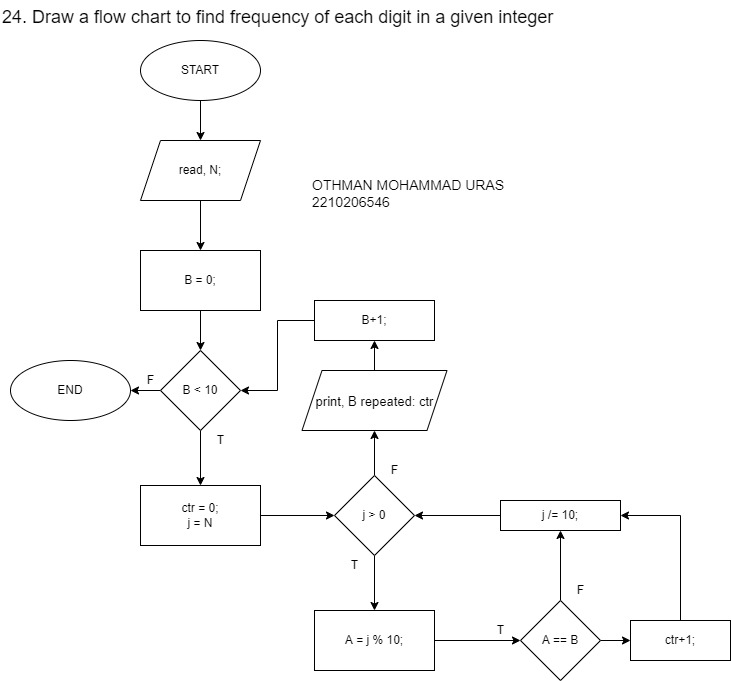 24. Draw a flow chart to find frequency of each digit in a given integer
START
read, N;
OTHMAN MOHAMMAD URAS
2210206546
B = 0;
B+1;
END
F
B < 10
print, B repeated: ctr
T
F
ctr = 0;
j = N
j > 0
j /= 10;
T
F
A = j % 10;
T
A == B
ctr+1;